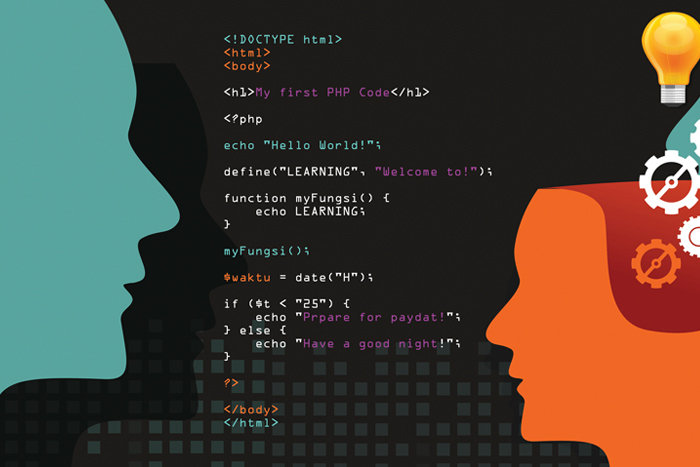 <!DOCTYPE html>
<html>
<body>
<h1>My first PHP Code</h1>
<?php
echo "Hello World!";
define("LEARNING", "Welcome to!");
function myFungsi() {
echo LEARNING;
}
myFungsi();
$waktu = date("H");
if ($t < "25") {
echo "Prpare for paydat!";
} else {
echo "Have a good night!";
}
?>
</body>
</html>